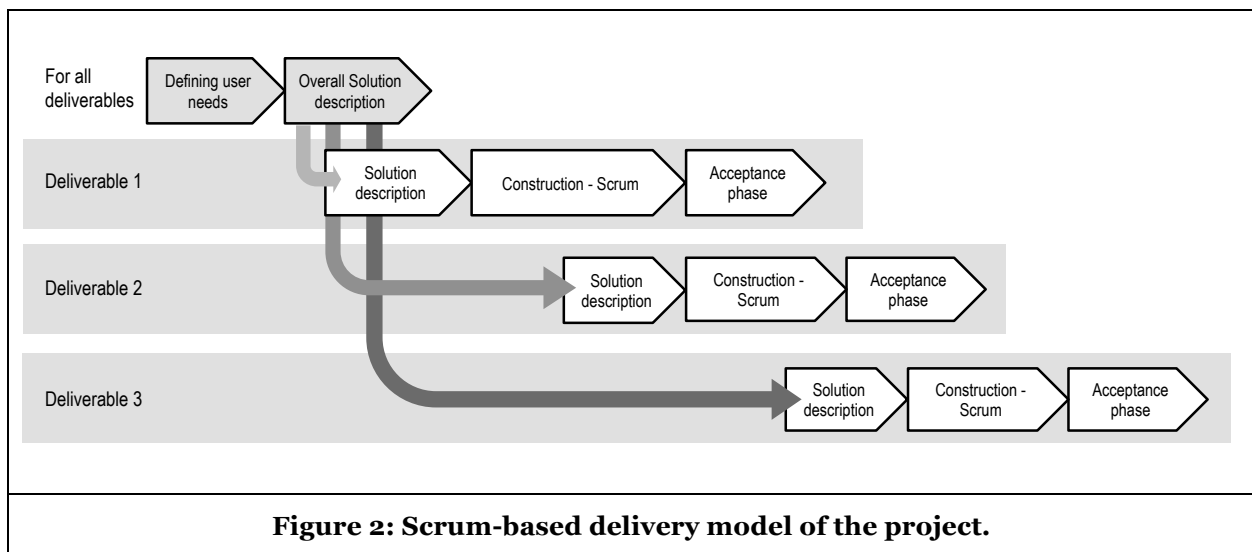 For all
deliverables
Defining user
needs
Overall Solution
description
Deliverable 1
Solution
description
Construction - Scrum
Acceptance
phase
Deliverable 2
Solution
description
Construction -
Scrum
Acceptance
phase
Deliverable 3
Solution
description
Construction -
Scrum
Acceptance
phase
Figure 2: Scrum-based delivery model of the project.